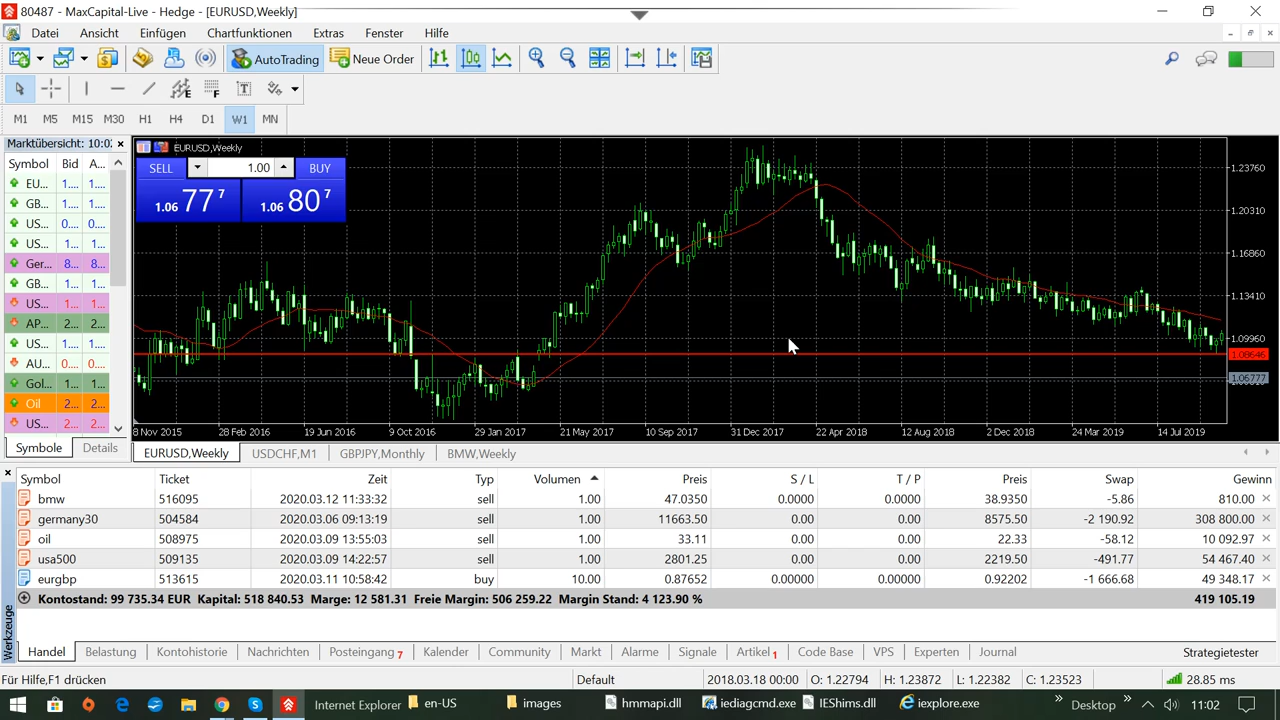 80487 - MaxCapital-Live - Hedge - [EURUSD,Weekly]
Datei Ansicht Einfügen Chartfunktionen Extras Fenster Hilfe
AutoTrading Neue Order
M1 M5 M15 M30 H1 H4 D1 W1 MN
Marktübersicht: 10:02
Symbol Bid A...
EU... 1.... 1...
GB... 1.... 1...
US... 0.... 0...
US... 1.... 1...
Ger... 8... 8...
GB... 1.... 1...
US... 1... 1...
AP... 2... 2...
US... 1.... 1...
AU... 0.... 0...
Gol... 1... 1...
Oil 2... 2...
US... 2... 2...
Symbole Details
EURUSD,Weekly
SELL 1.00 BUY
1.06 77 7 1.06 80 7
1.23760
1.20310
1.16860
1.13410
1.09960
1.08646
1.06777
8 Nov 2015 28 Feb 2016 19 Jun 2016 9 Oct 2016 29 Jan 2017 21 May 2017 10 Sep 2017 31 Dec 2017 22 Apr 2018 12 Aug 2018 2 Dec 2018 24 Mar 2019 14 Jul 2019
EURUSD,Weekly USDCHF,M1 GBPJPY,Monthly BMW,Weekly
Symbol Ticket Zeit Typ Volumen Preis S / L T / P Preis Swap Gewinn
bmw 516095 2020.03.12 11:33:32 sell 1.00 47.0350 0.0000 0.0000 38.9350 -5.86 810.00
germany30 504584 2020.03.06 09:13:19 sell 1.00 11663.50 0.00 0.00 8575.50 -2 190.92 308 800.00
oil 508975 2020.03.09 13:55:03 sell 1.00 33.11 0.00 0.00 22.33 -58.12 10 092.97
usa500 509135 2020.03.09 14:22:57 sell 1.00 2801.25 0.00 0.00 2219.50 -491.77 54 467.40
eurgbp 513615 2020.03.11 10:58:42 buy 10.00 0.87652 0.00000 0.00000 0.92202 -1 666.68 49 348.17
Kontostand: 99 735.34 EUR Kapital: 518 840.53 Marge: 12 581.31 Freie Margin: 506 259.22 Margin Stand: 4 123.90 % 419 105.19
Werkzeuge
Handel Belastung Kontohistorie Nachrichten Posteingang 7 Kalender Community Markt Alarme Signale Artikel 1 Code Base VPS Experten Journal Strategietester
Für Hilfe,F1 drücken Default 2018.03.18 00:00 O: 1.22794 H: 1.23872 L: 1.22382 C: 1.23523 28.85 ms
Internet Explorer en-US images hmmapi.dll iediagcmd.exe IEShims.dll iexplore.exe Desktop 11:02